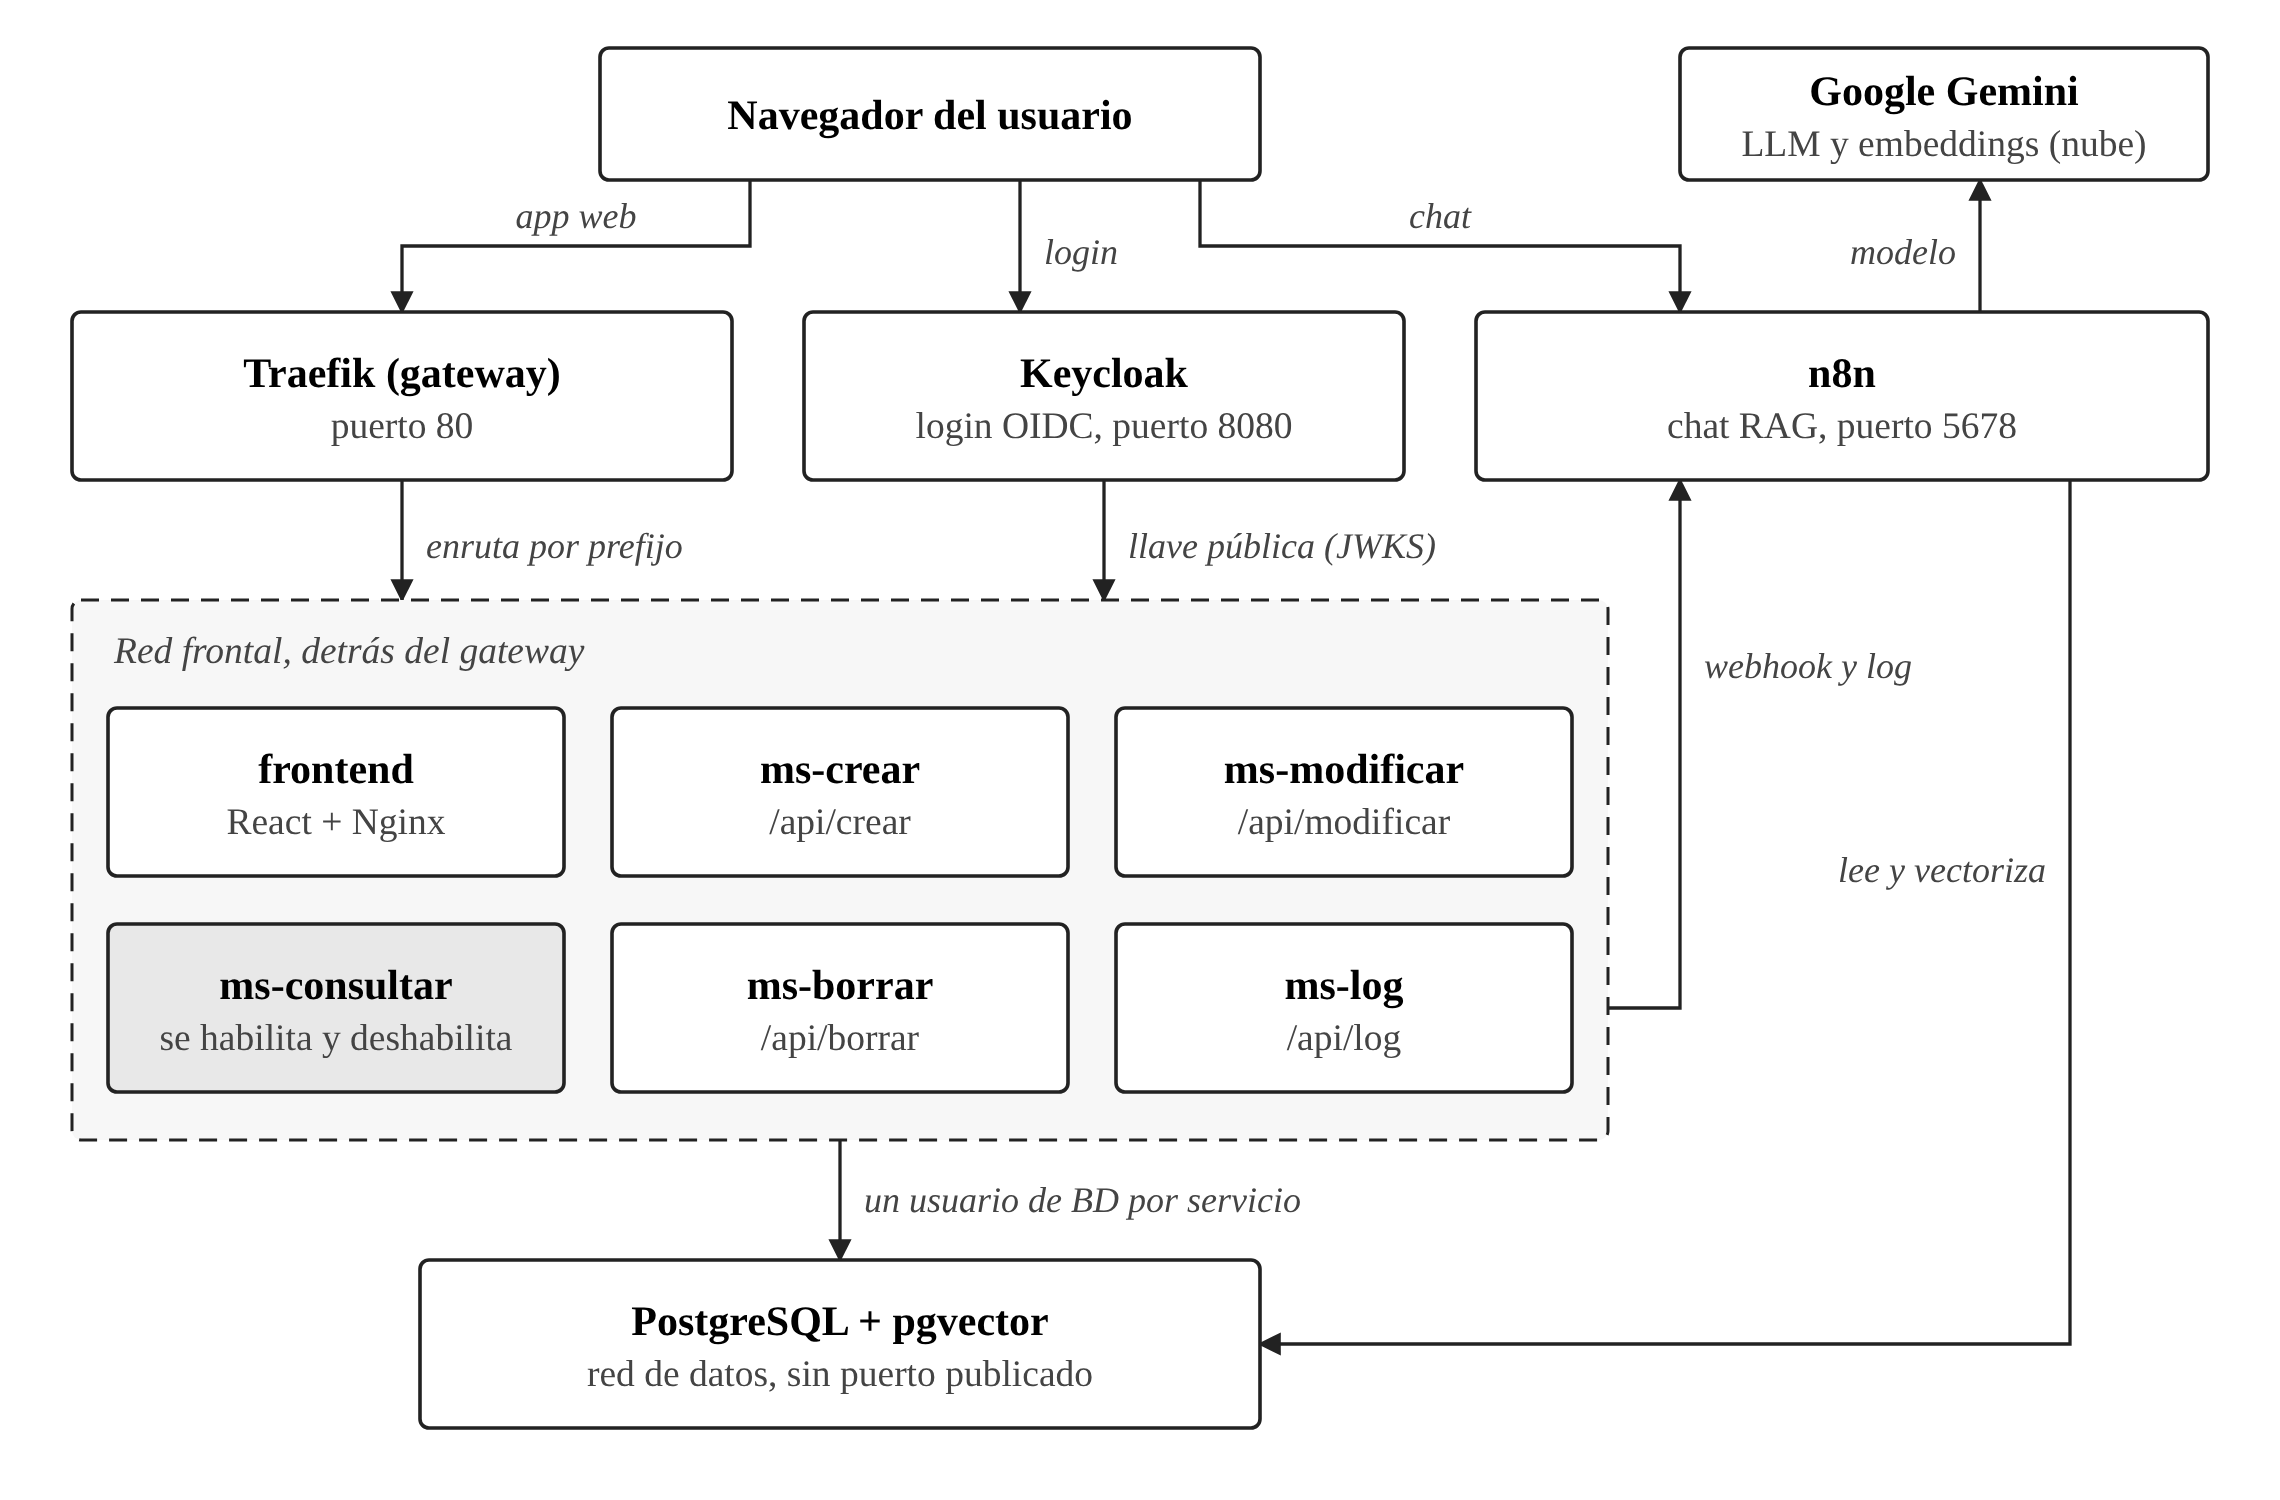 Navegador del usuario
Google Gemini
LLM y embeddings (nube)
app web
login
chat
modelo
Traefik (gateway)
puerto 80
Keycloak
login OIDC, puerto 8080
n8n
chat RAG, puerto 5678
enruta por prefijo
llave pública (JWKS)
Red frontal, detrás del gateway
webhook y log
frontend
React + Nginx
ms-crear
/api/crear
ms-modificar
/api/modificar
lee y vectoriza
ms-consultar
se habilita y deshabilita
ms-borrar
/api/borrar
ms-log
/api/log
un usuario de BD por servicio
PostgreSQL + pgvector
red de datos, sin puerto publicado